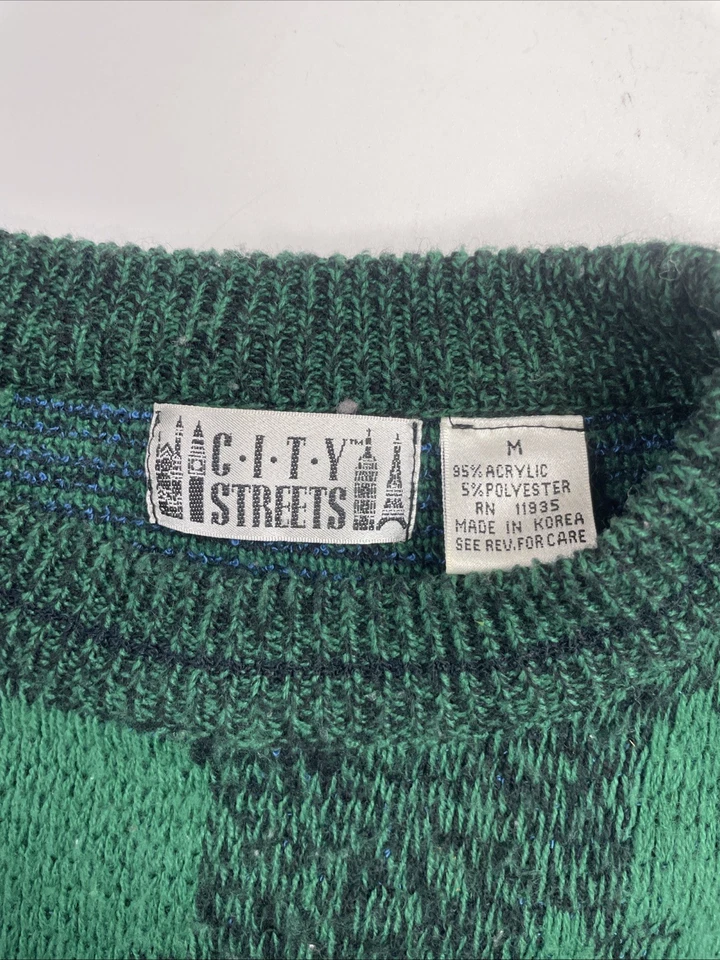 C·I·T·Y™
STREETS
M
95% ACRYLIC
5% POLYESTER
RN 11935
MADE IN KOREA
SEE REV. FOR CARE